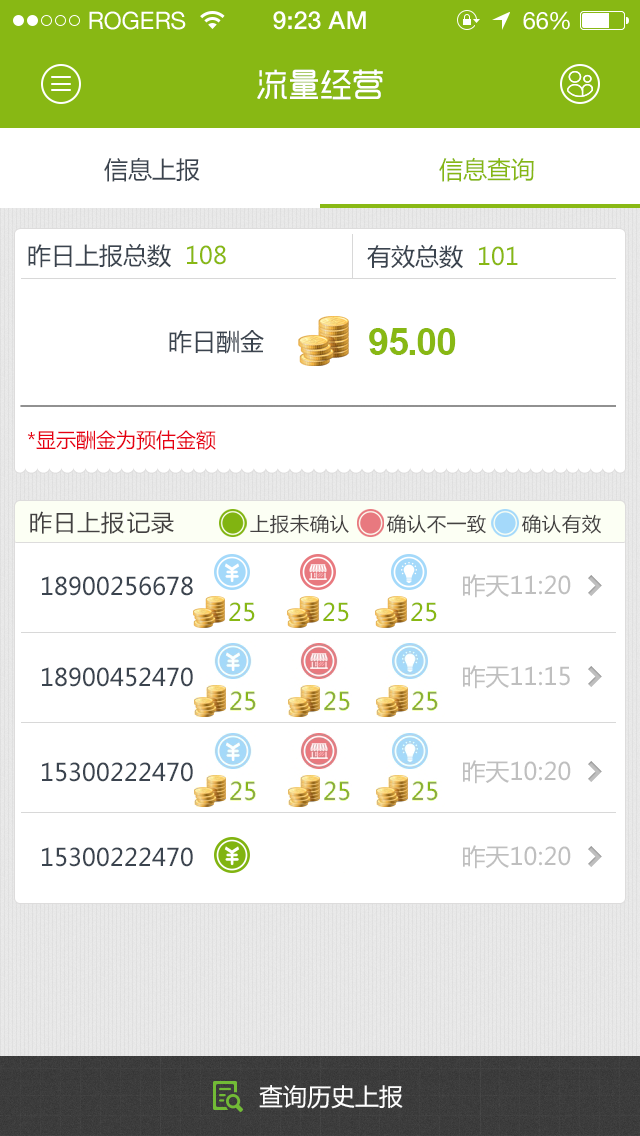 ROGERS 9:23 AM 66%
流量经营
信息上报 信息查询
昨日上报总数 108 有效总数 101
昨日酬金 95.00
*显示酬金为预估金额
昨日上报记录 上报未确认 确认不一致 确认有效
18900256678 ¥ 昨天11:20
25 25 25
18900452470 ¥ 昨天11:15
25 25 25
15300222470 ¥ 昨天10:20
25 25 25
15300222470 ¥ 昨天10:20
查询历史上报